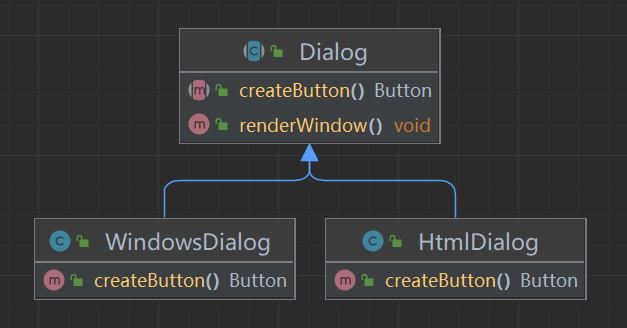 Dialog
createButton() Button
renderWindow() void
WindowsDialog
createButton() Button
HtmlDialog
createButton() Button